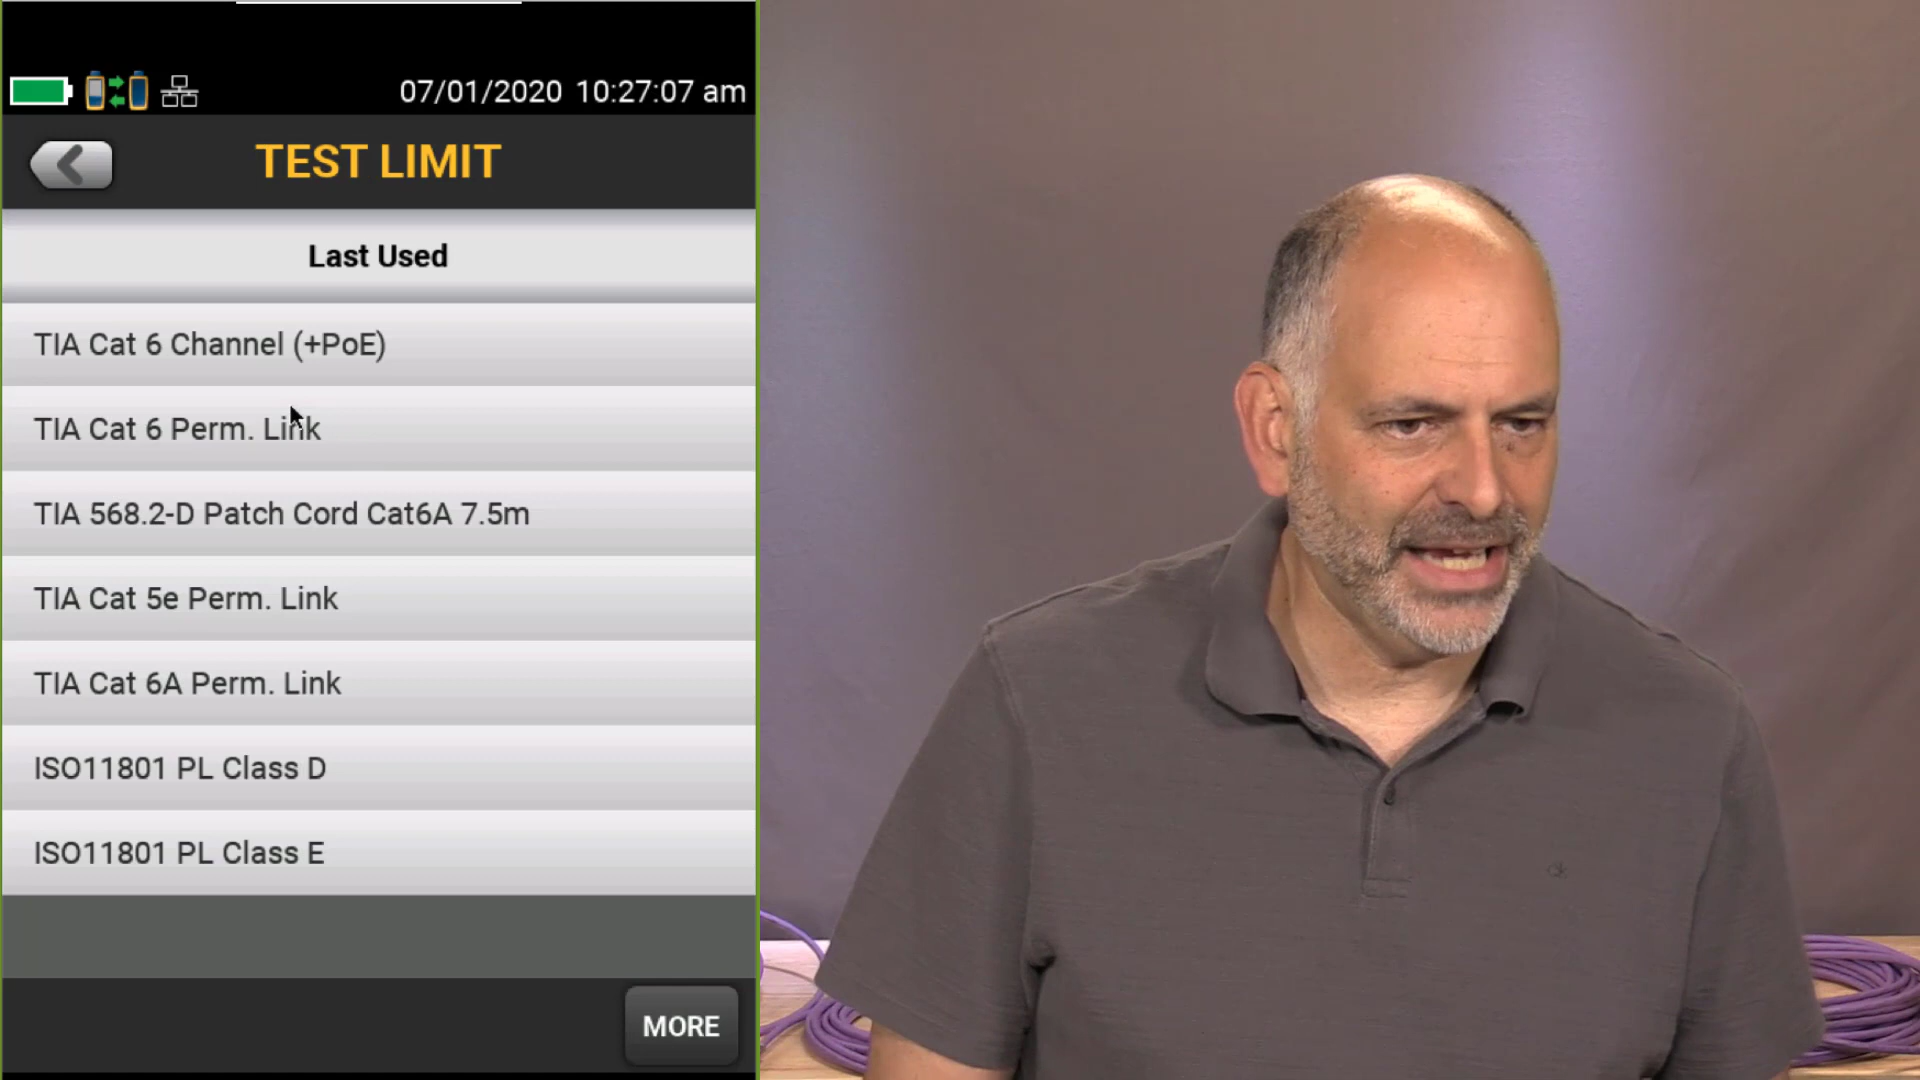 07/01/2020 10:27:07 am
TEST LIMIT
Last Used
TIA Cat 6 Channel (+PoE)
TIA Cat 6 Perm. Link
TIA 568.2-D Patch Cord Cat6A 7.5m
TIA Cat 5e Perm. Link
TIA Cat 6A Perm. Link
ISO11801 PL Class D
ISO11801 PL Class E
MORE